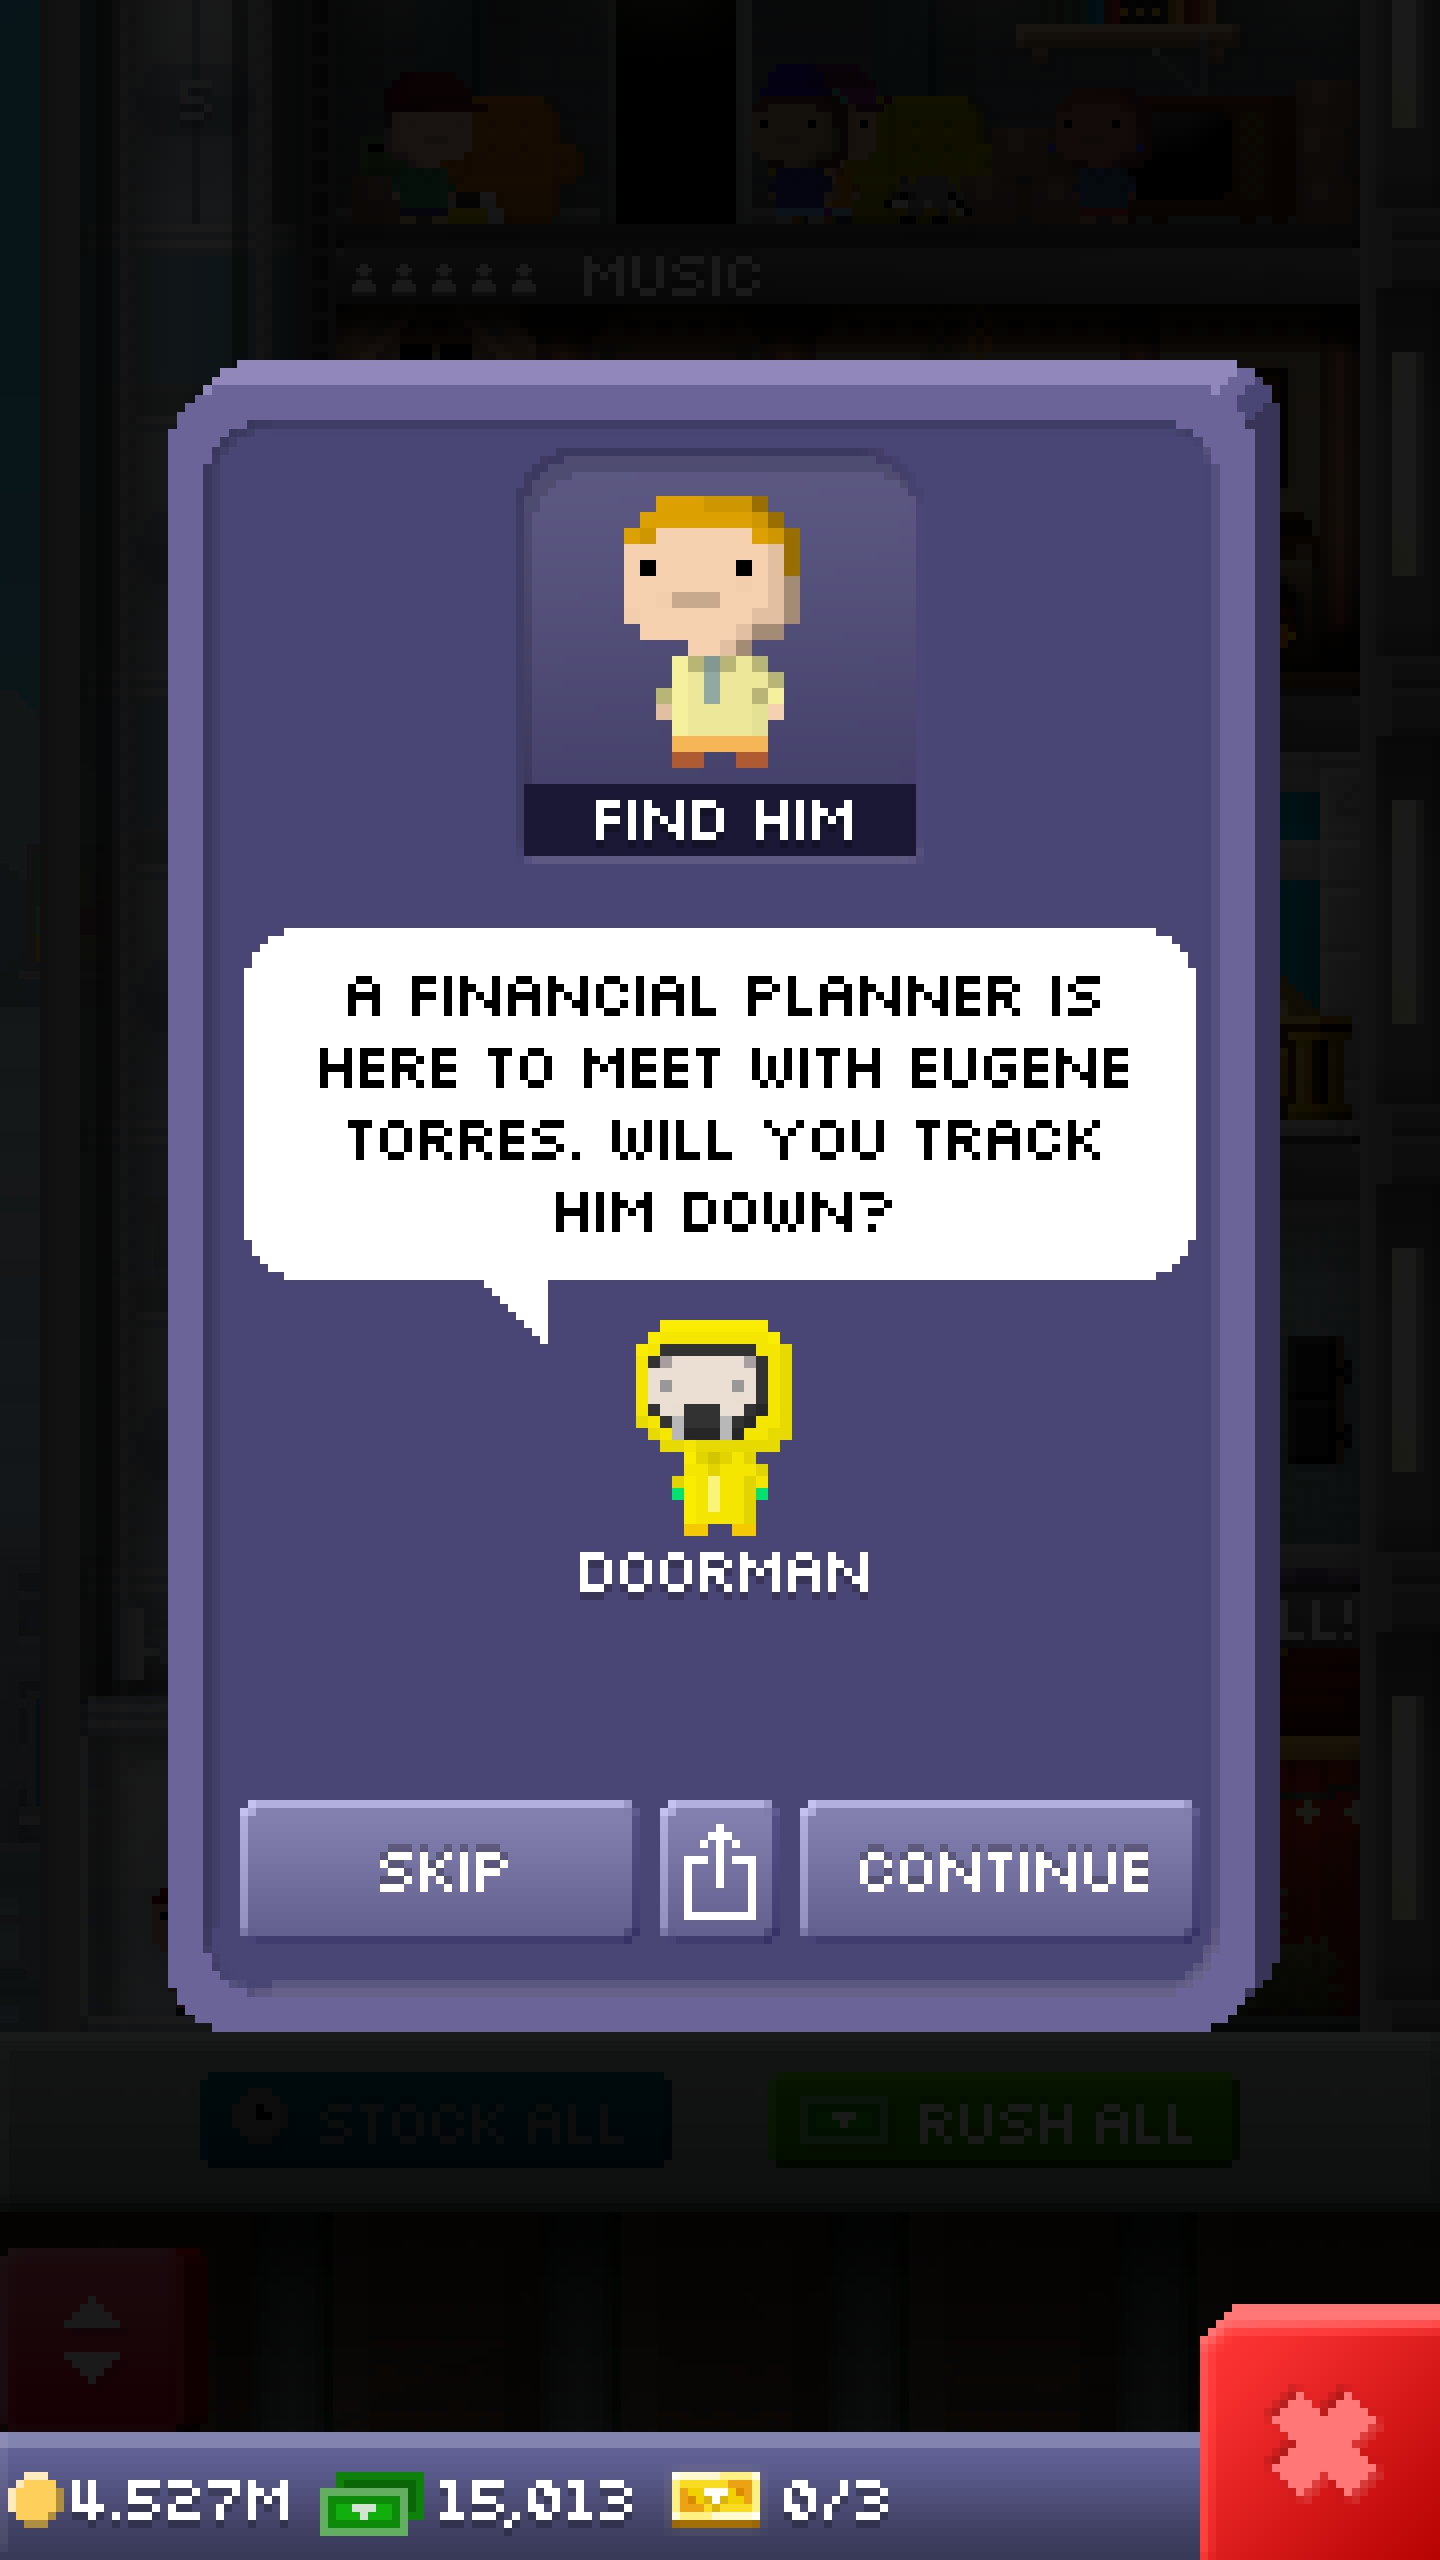 S
MUSIC
FIND HIM
A FINANCIAL PLANNER IS
HERE TO MEET WITH EUGENE
TORRES. WILL YOU TRACK
HIM DOWN?
DOORMAN
LL!
SKIP
CONTINUE
STOCK ALL
RUSH ALL
4.527M 15,013 0/3